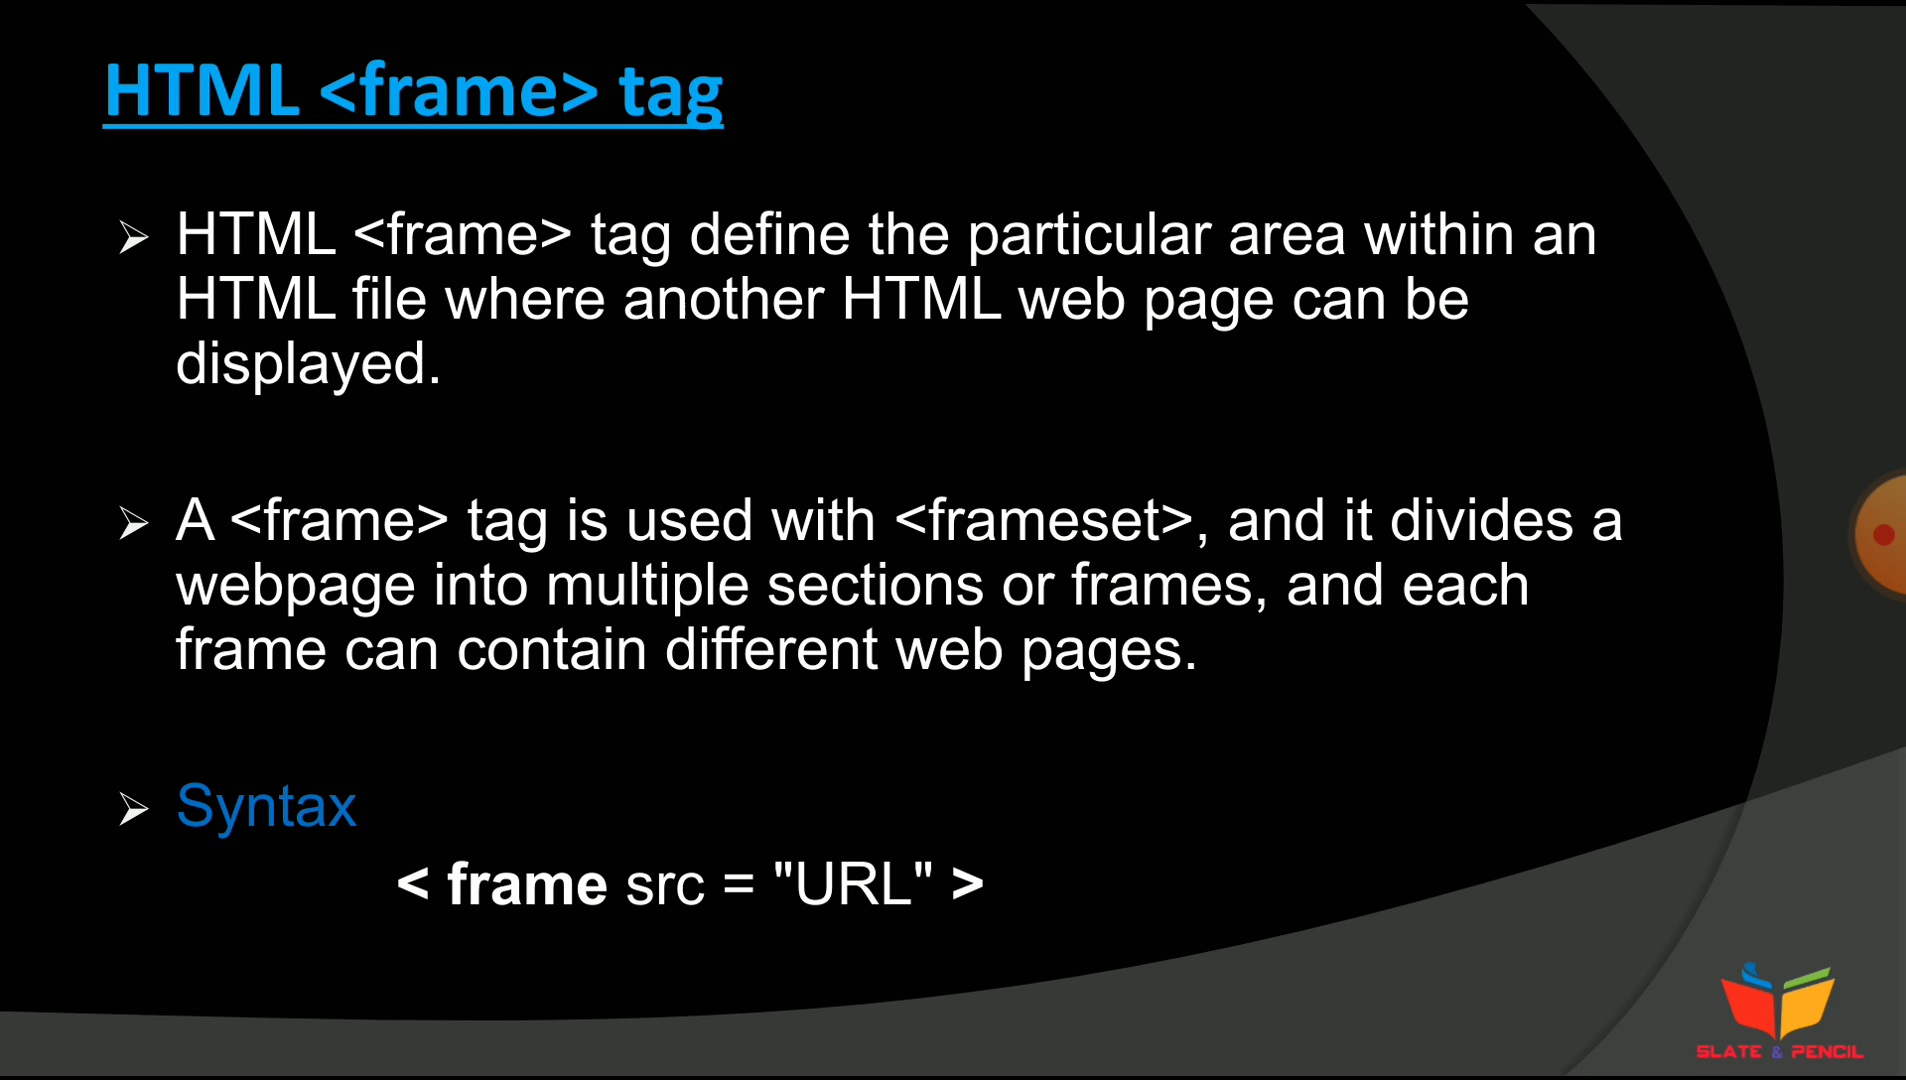 HTML <frame> tag
HTML <frame> tag define the particular area within an
HTML file where another HTML web page can be
displayed.
A <frame> tag is used with <frameset>, and it divides a
webpage into multiple sections or frames, and each
frame can contain different web pages.
Syntax
< frame src = "URL" >
SLATE & PENCIL